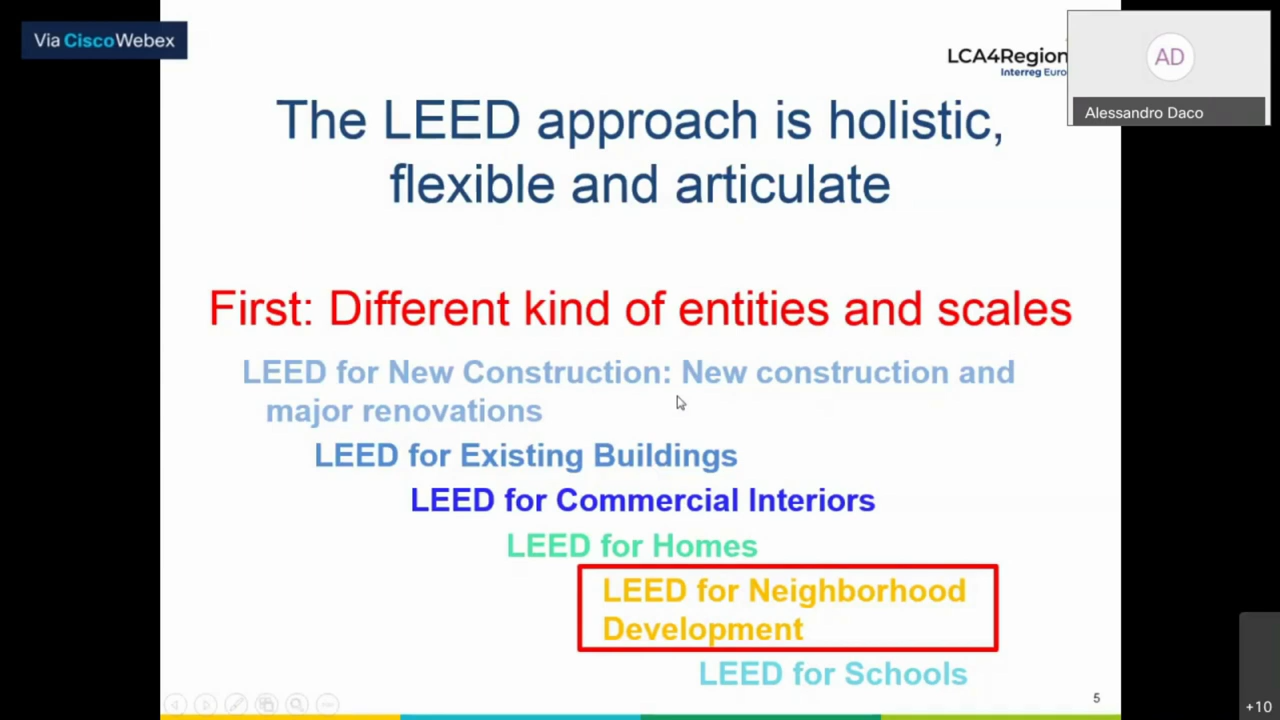 Via CiscoWebex
LCA4Region
Interreg Euro
AD
Alessandro Daco
The LEED approach is holistic,
flexible and articulate
First: Different kind of entities and scales
LEED for New Construction: New construction and
major renovations
LEED for Existing Buildings
LEED for Commercial Interiors
LEED for Homes
LEED for Neighborhood
Development
LEED for Schools
5
+10